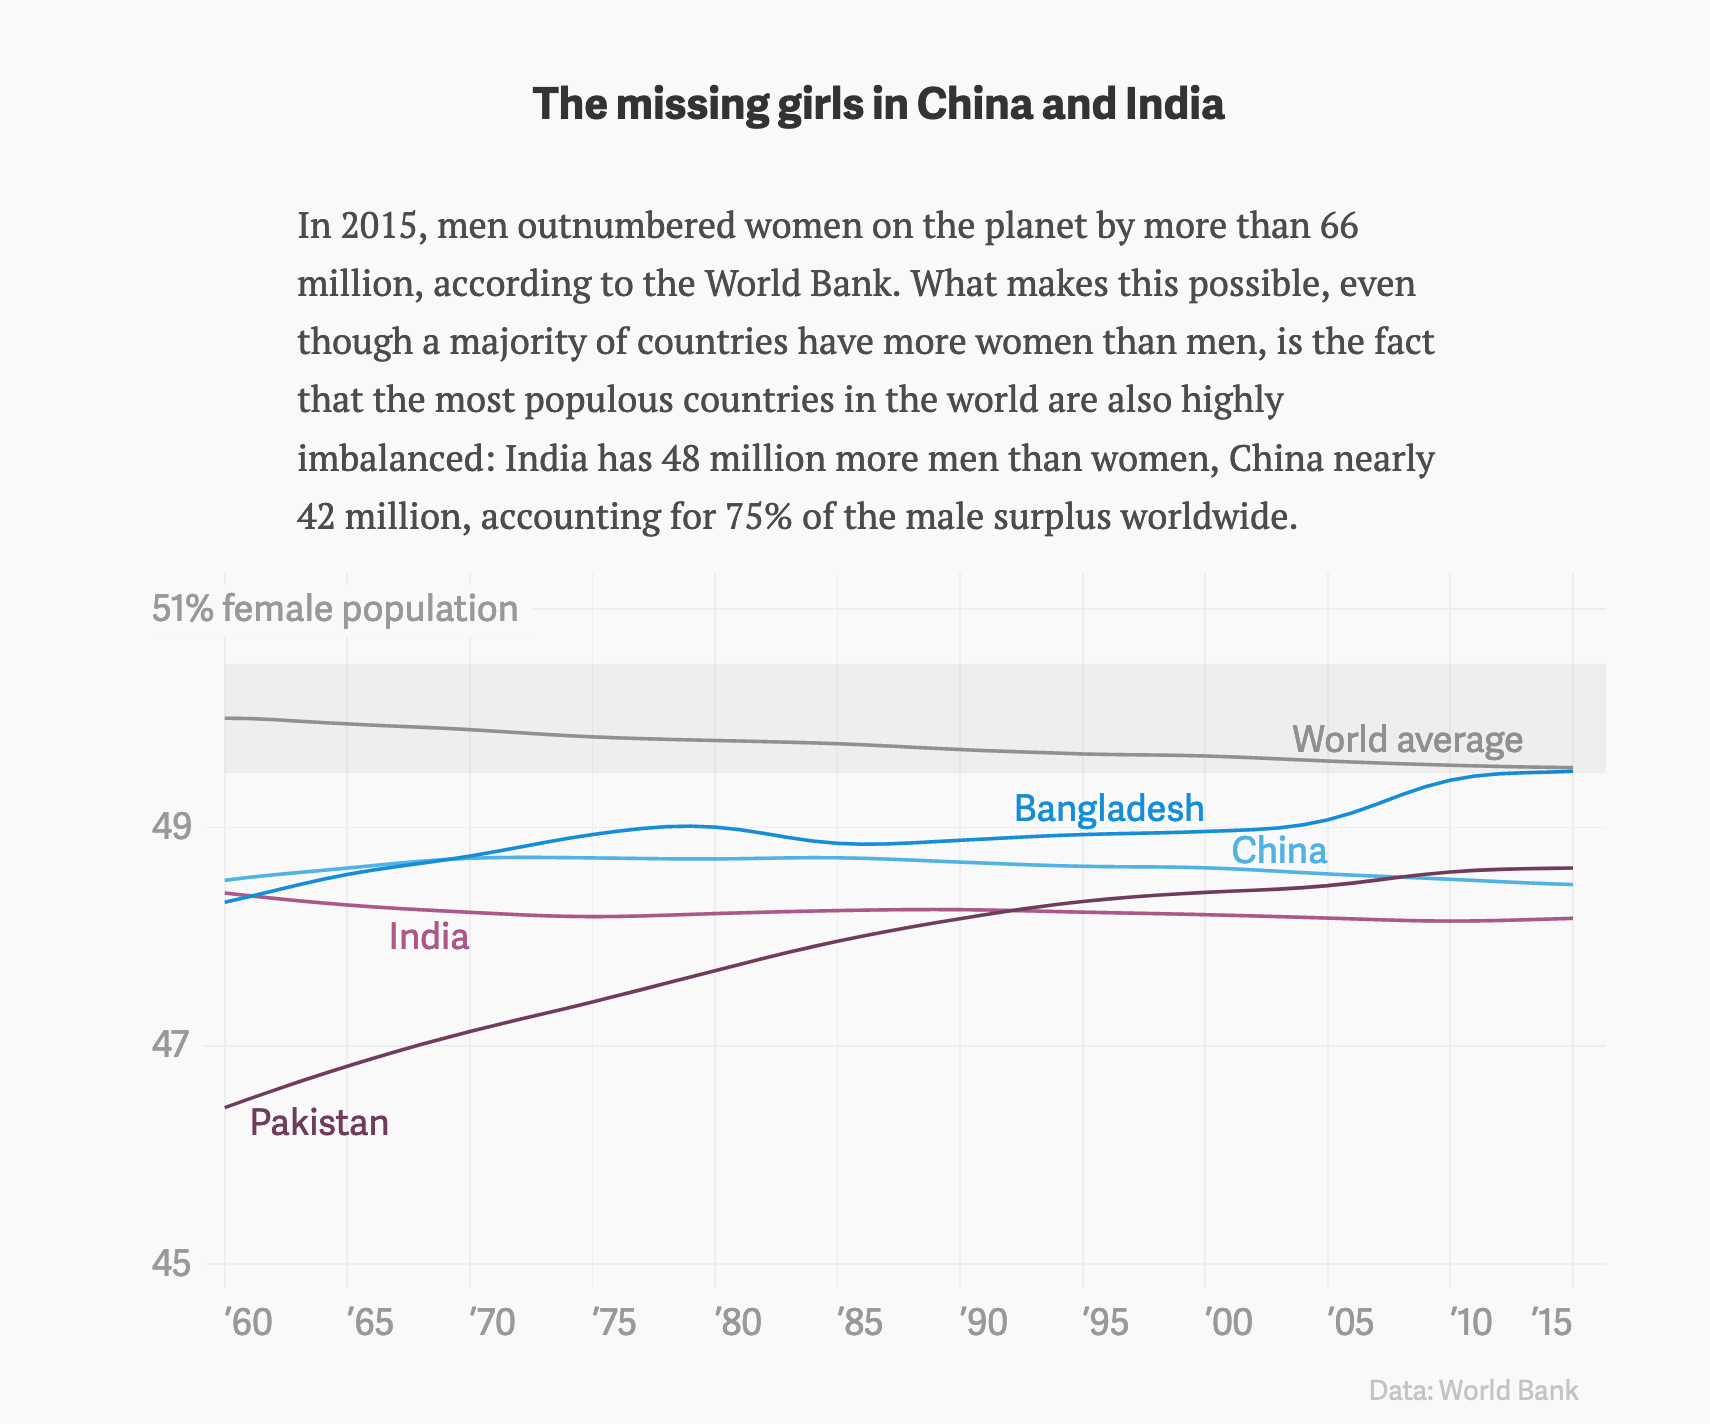 The missing girls in China and India
In 2015, men outnumbered women on the planet by more than 66
million, according to the World Bank. What makes this possible, even
though a majority of countries have more women than men, is the fact
that the most populous countries in the world are also highly
imbalanced: India has 48 million more men than women, China nearly
42 million, accounting for 75% of the male surplus worldwide.
51% female population
World average
Bangladesh
49
China
India
47
Pakistan
45
’60 ’65 ’70 ’75 ’80 ’85 ’90 ’95 ’00 ’05 ’10 ’15
Data: World Bank